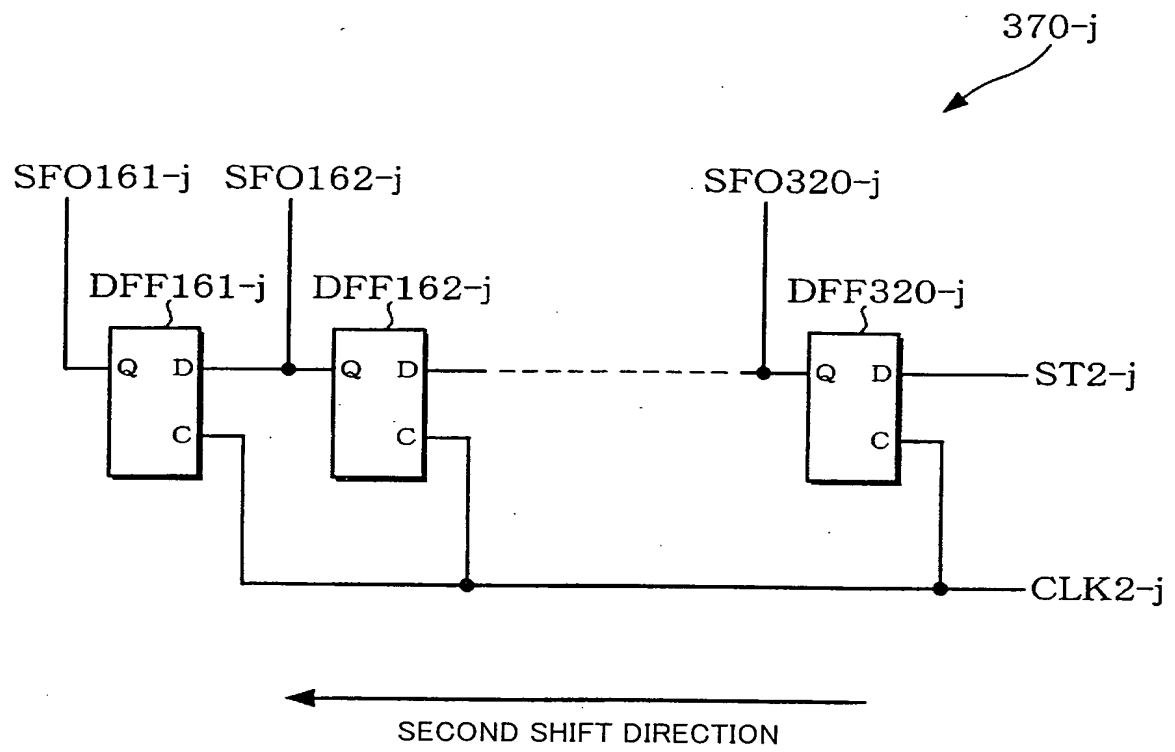 370-j
SFO161-j SFO162-j SFO320-j
DFF161-j DFF162-j DFF320-j
Q D Q D Q D ST2-j
C C C
CLK2-j
SECOND SHIFT DIRECTION